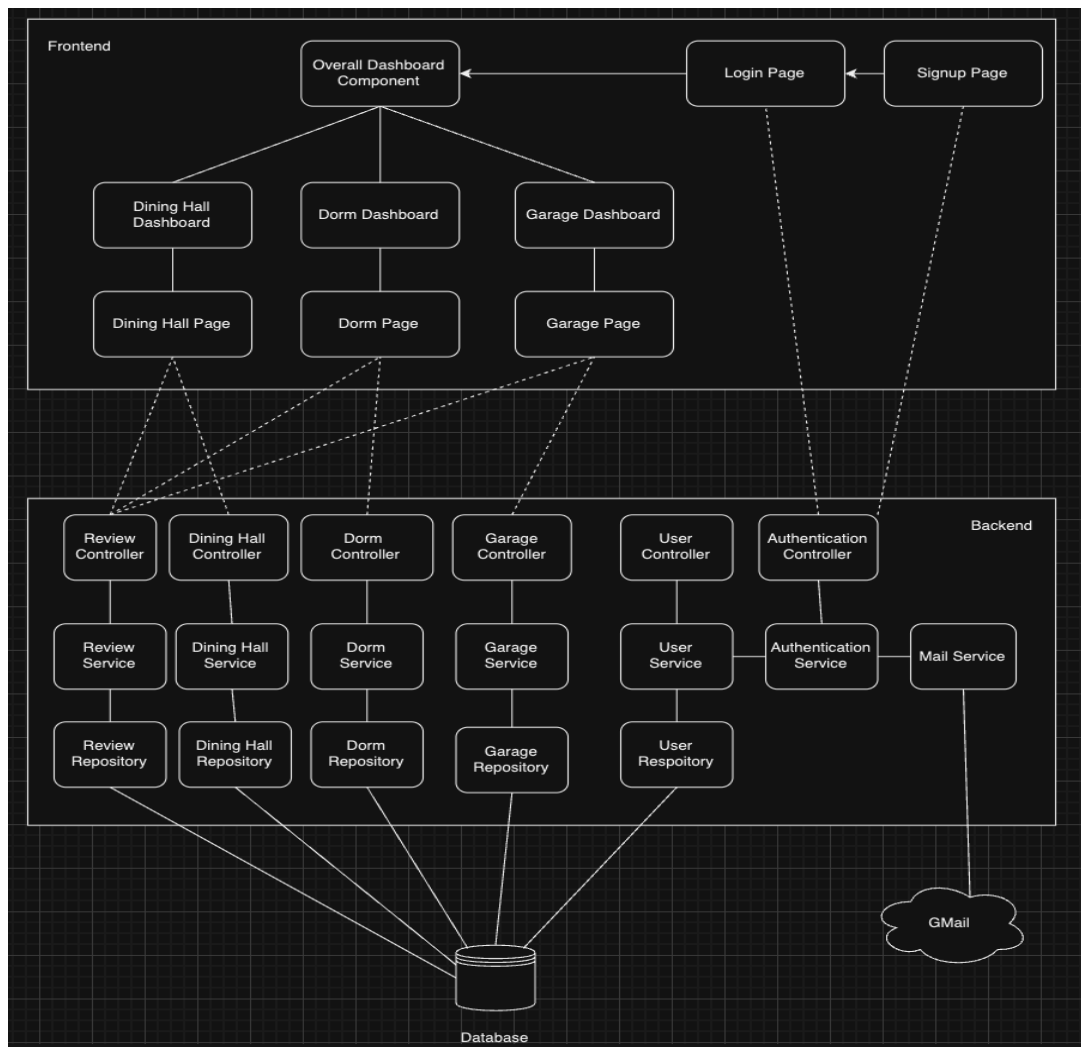 Frontend
Overall Dashboard
Component
Login Page
Signup Page
Dining Hall
Dashboard
Dorm Dashboard
Garage Dashboard
Dining Hall Page
Dorm Page
Garage Page
Backend
Review
Controller
Dining Hall
Controller
Dorm
Controller
Garage
Controller
User
Controller
Authentication
Controller
Review
Service
Dining Hall
Service
Dorm
Service
Garage
Service
User
Service
Authentication
Service
Mail Service
Review
Repository
Dining Hall
Repository
Dorm
Repository
Garage
Repository
User
Respoitory
GMail
Database